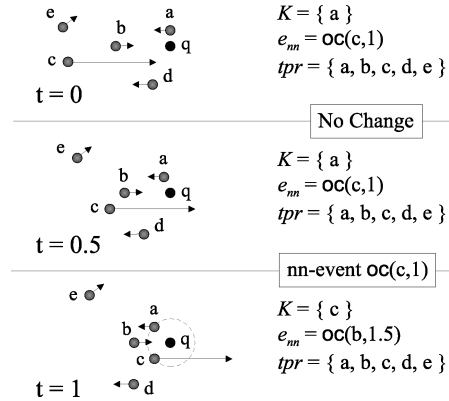 e
b
a
q
c
d
t = 0
K = { a }
e_nn = oc(c,1)
tpr = { a, b, c, d, e }
No Change
e
a
b
q
c
d
t = 0.5
K = { a }
e_nn = oc(c,1)
tpr = { a, b, c, d, e }
nn-event oc(c,1)
e
a
b
q
c
d
t = 1
K = { c }
e_nn = oc(b,1.5)
tpr = { a, b, c, d, e }